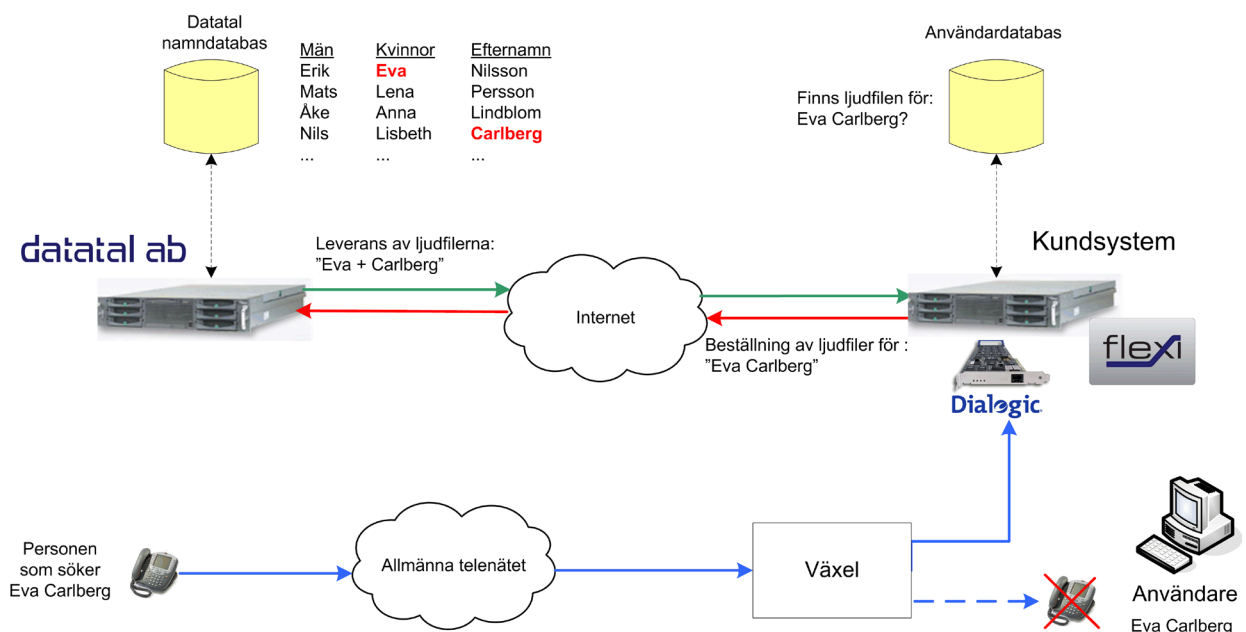 Datatal
namndatabas
Män Kvinnor Efternamn
Erik Eva Nilsson
Mats Lena Persson
Åke Anna Lindblom
Nils Lisbeth Carlberg
... ... ...
Användardatabas
Finns ljudfilen för:
Eva Carlberg?
datatal ab
Leverans av ljudfilerna:
”Eva + Carlberg”
Internet
Kundsystem
Beställning av ljudfiler för :
”Eva Carlberg”
flexi
Dialogic
Personen
som söker
Eva Carlberg
Allmänna telenätet
Växel
Användare
Eva Carlberg